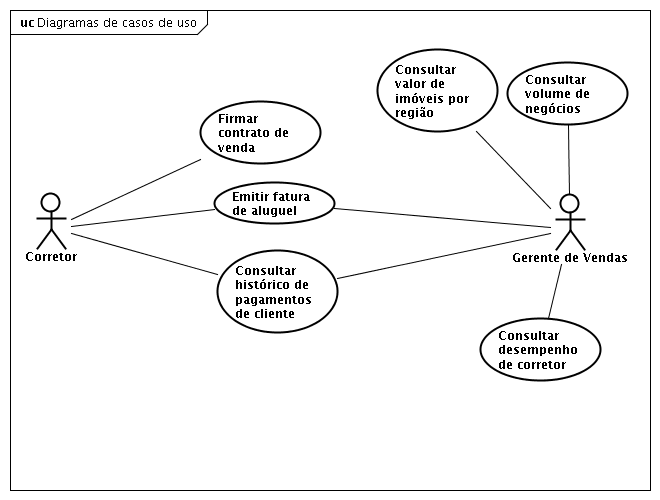 uc Diagramas de casos de uso
Consultar
valor de
imóveis por
região
Consultar
volume de
negócios
Firmar
contrato de
venda
Emitir fatura
de aluguel
Corretor
Gerente de Vendas
Consultar
histórico de
pagamentos
de cliente
Consultar
desempenho
de corretor